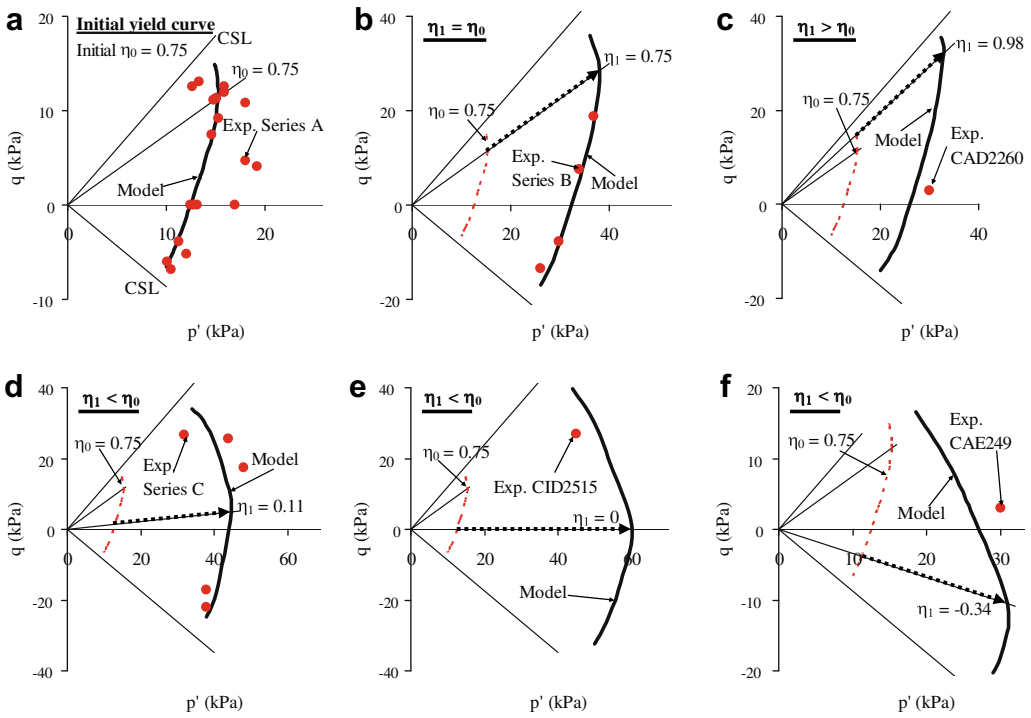 a
Initial yield curve
Initial η0 = 0.75
CSL
η0 = 0.75
Exp. Series A
Model
CSL
q (kPa)
20
10
0
-10
0
10
20
p' (kPa)
b
η1 = η0
η1 = 0.75
η0 = 0.75
Exp.
Series B
Model
q (kPa)
40
20
0
-20
0
20
40
p' (kPa)
c
η1 > η0
η1 = 0.98
η0 = 0.75
Model
Exp.
CAD2260
q (kPa)
40
20
0
-20
0
20
40
p' (kPa)
d
η1 < η0
η0 = 0.75
Exp.
Series C
Model
η1 = 0.11
q (kPa)
40
20
0
-20
-40
0
20
40
60
p' (kPa)
e
η1 < η0
η0 = 0.75
Exp. CID2515
η1 = 0
Model
q (kPa)
40
20
0
-20
-40
0
20
40
60
p' (kPa)
f
η1 < η0
Exp.
CAE249
η0 = 0.75
Model
η1 = -0.34
q (kPa)
20
10
0
-10
-20
0
10
20
30
p' (kPa)